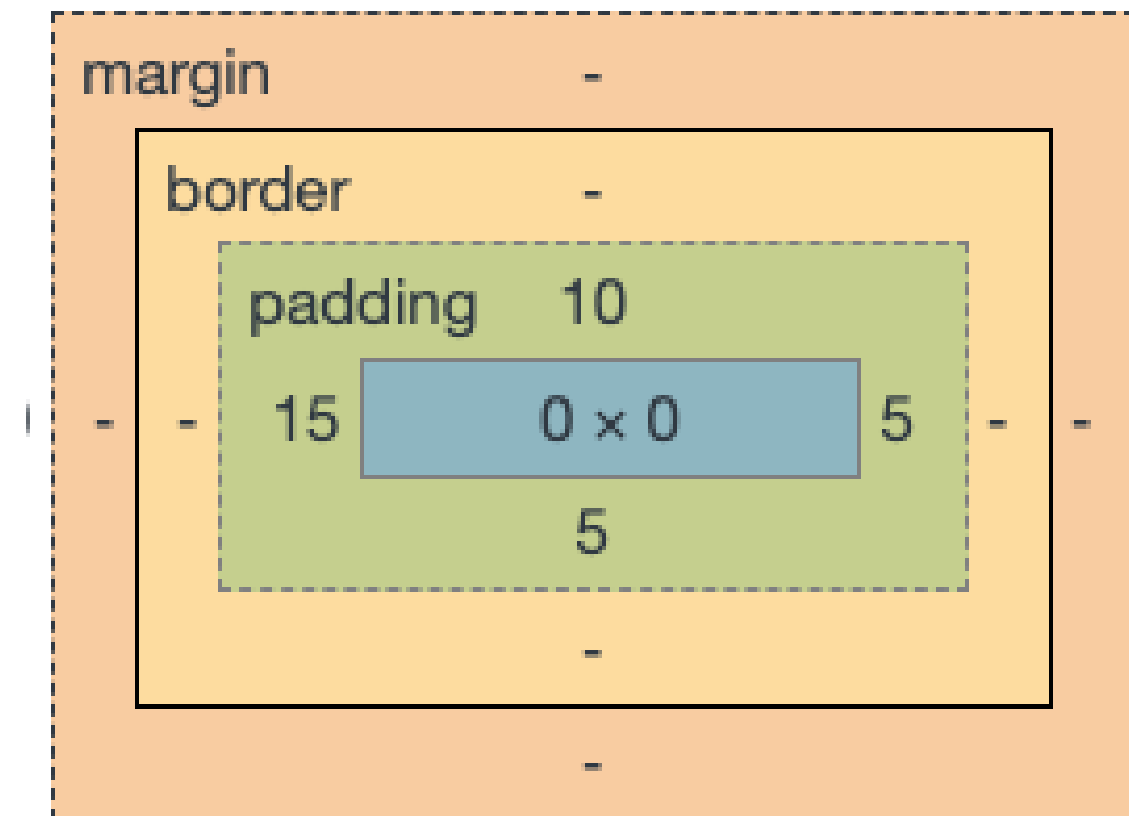 margin -
border -
padding 10
- - 15 0 × 0 5 - -
5
-
-